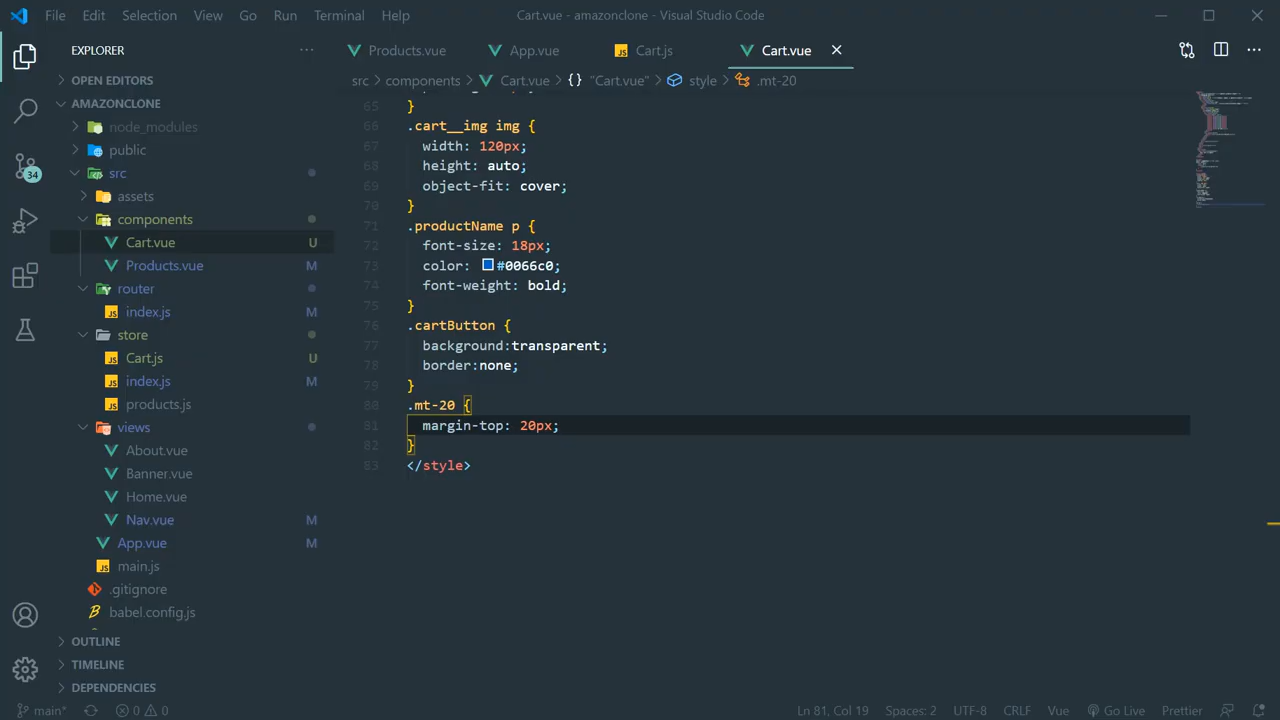 File Edit Selection View Go Run Terminal Help
Cart.vue - amazonclone - Visual Studio Code
EXPLORER
Products.vue App.vue Cart.js Cart.vue
src > components > Cart.vue > {} "Cart.vue" > style > .mt-20
OPEN EDITORS
AMAZONCLONE
node_modules
public
src
assets
components
Cart.vue U
Products.vue M
router
index.js M
store
Cart.js U
index.js M
products.js
views
About.vue
Banner.vue
Home.vue
Nav.vue M
App.vue M
main.js
.gitignore
babel.config.js
OUTLINE
TIMELINE
DEPENDENCIES
34
65 }
66 .cart__img img {
67 width: 120px;
68 height: auto;
69 object-fit: cover;
70 }
71 .productName p {
72 font-size: 18px;
73 color: #0066c0;
74 font-weight: bold;
75 }
76 .cartButton {
77 background:transparent;
78 border:none;
79 }
80 .mt-20 {
81 margin-top: 20px;
82 }
83 </style>
main* 0 0 Ln 81, Col 19 Spaces: 2 UTF-8 CRLF Vue Go Live Prettier